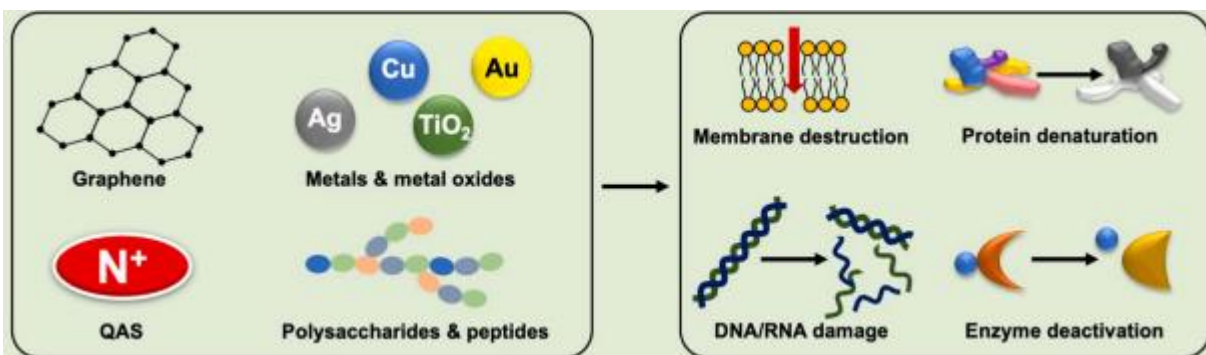 Graphene
Cu
Au
Ag
TiO₂
Metals & metal oxides
N⁺
QAS
Polysaccharides & peptides
Membrane destruction
Protein denaturation
DNA/RNA damage
Enzyme deactivation